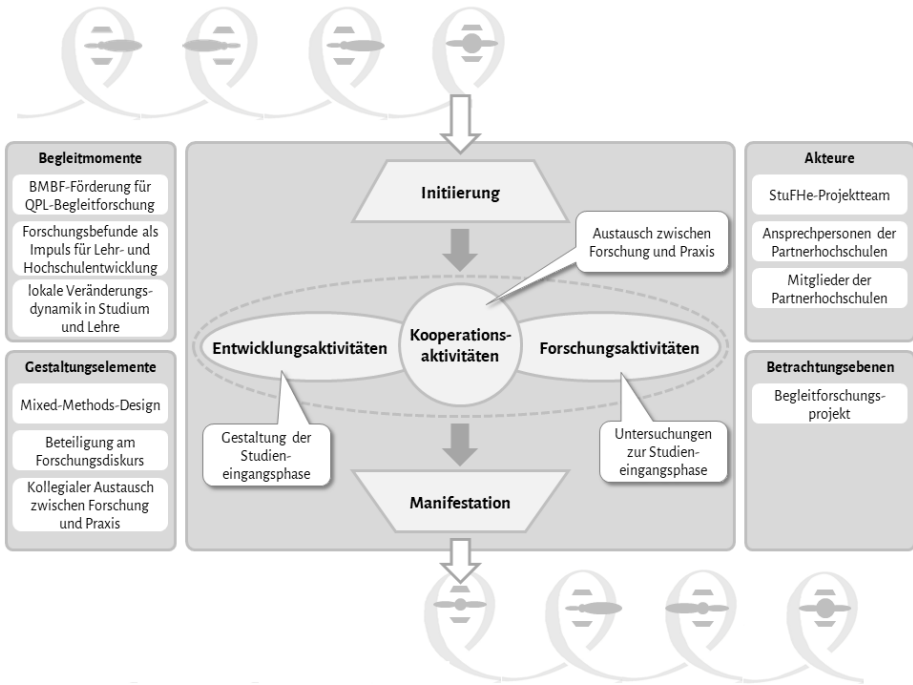 Begleitmomente
BMBF-Förderung für
QPL-Begleitforschung
Forschungsbefunde als
Impuls für Lehr- und
Hochschulentwicklung
lokale Veränderungs-
dynamik in Studium
und Lehre
Gestaltungselemente
Mixed-Methods-Design
Beteiligung am
Forschungsdiskurs
Kollegialer Austausch
zwischen Forschung
und Praxis
Initiierung
Austausch zwischen
Forschung und Praxis
Entwicklungsaktivitäten
Kooperations-
aktivitäten
Forschungsaktivitäten
Gestaltung der
Studien-
eingangsphase
Untersuchungen
zur Studien-
eingangsphase
Manifestation
Akteure
StuFHe-Projektteam
Ansprechpersonen der
Partnerhochschulen
Mitglieder der
Partnerhochschulen
Betrachtungsebenen
Begleitforschungs-
projekt